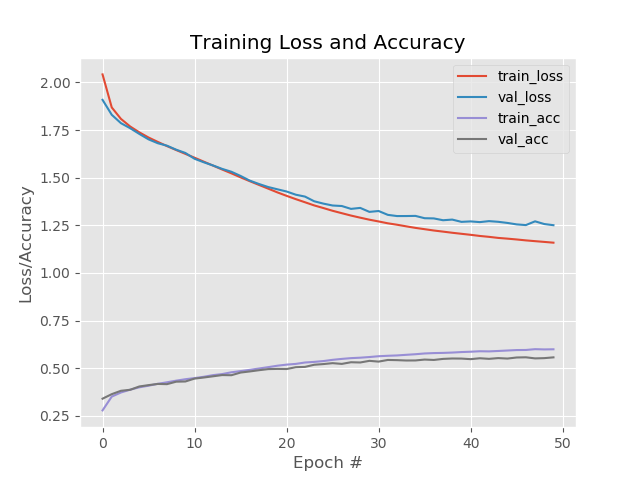 Training Loss and Accuracy
train_loss
val_loss
train_acc
val_acc
Loss/Accuracy
2.00
1.75
1.50
1.25
1.00
0.75
0.50
0.25
0 10 20 30 40 50
Epoch #